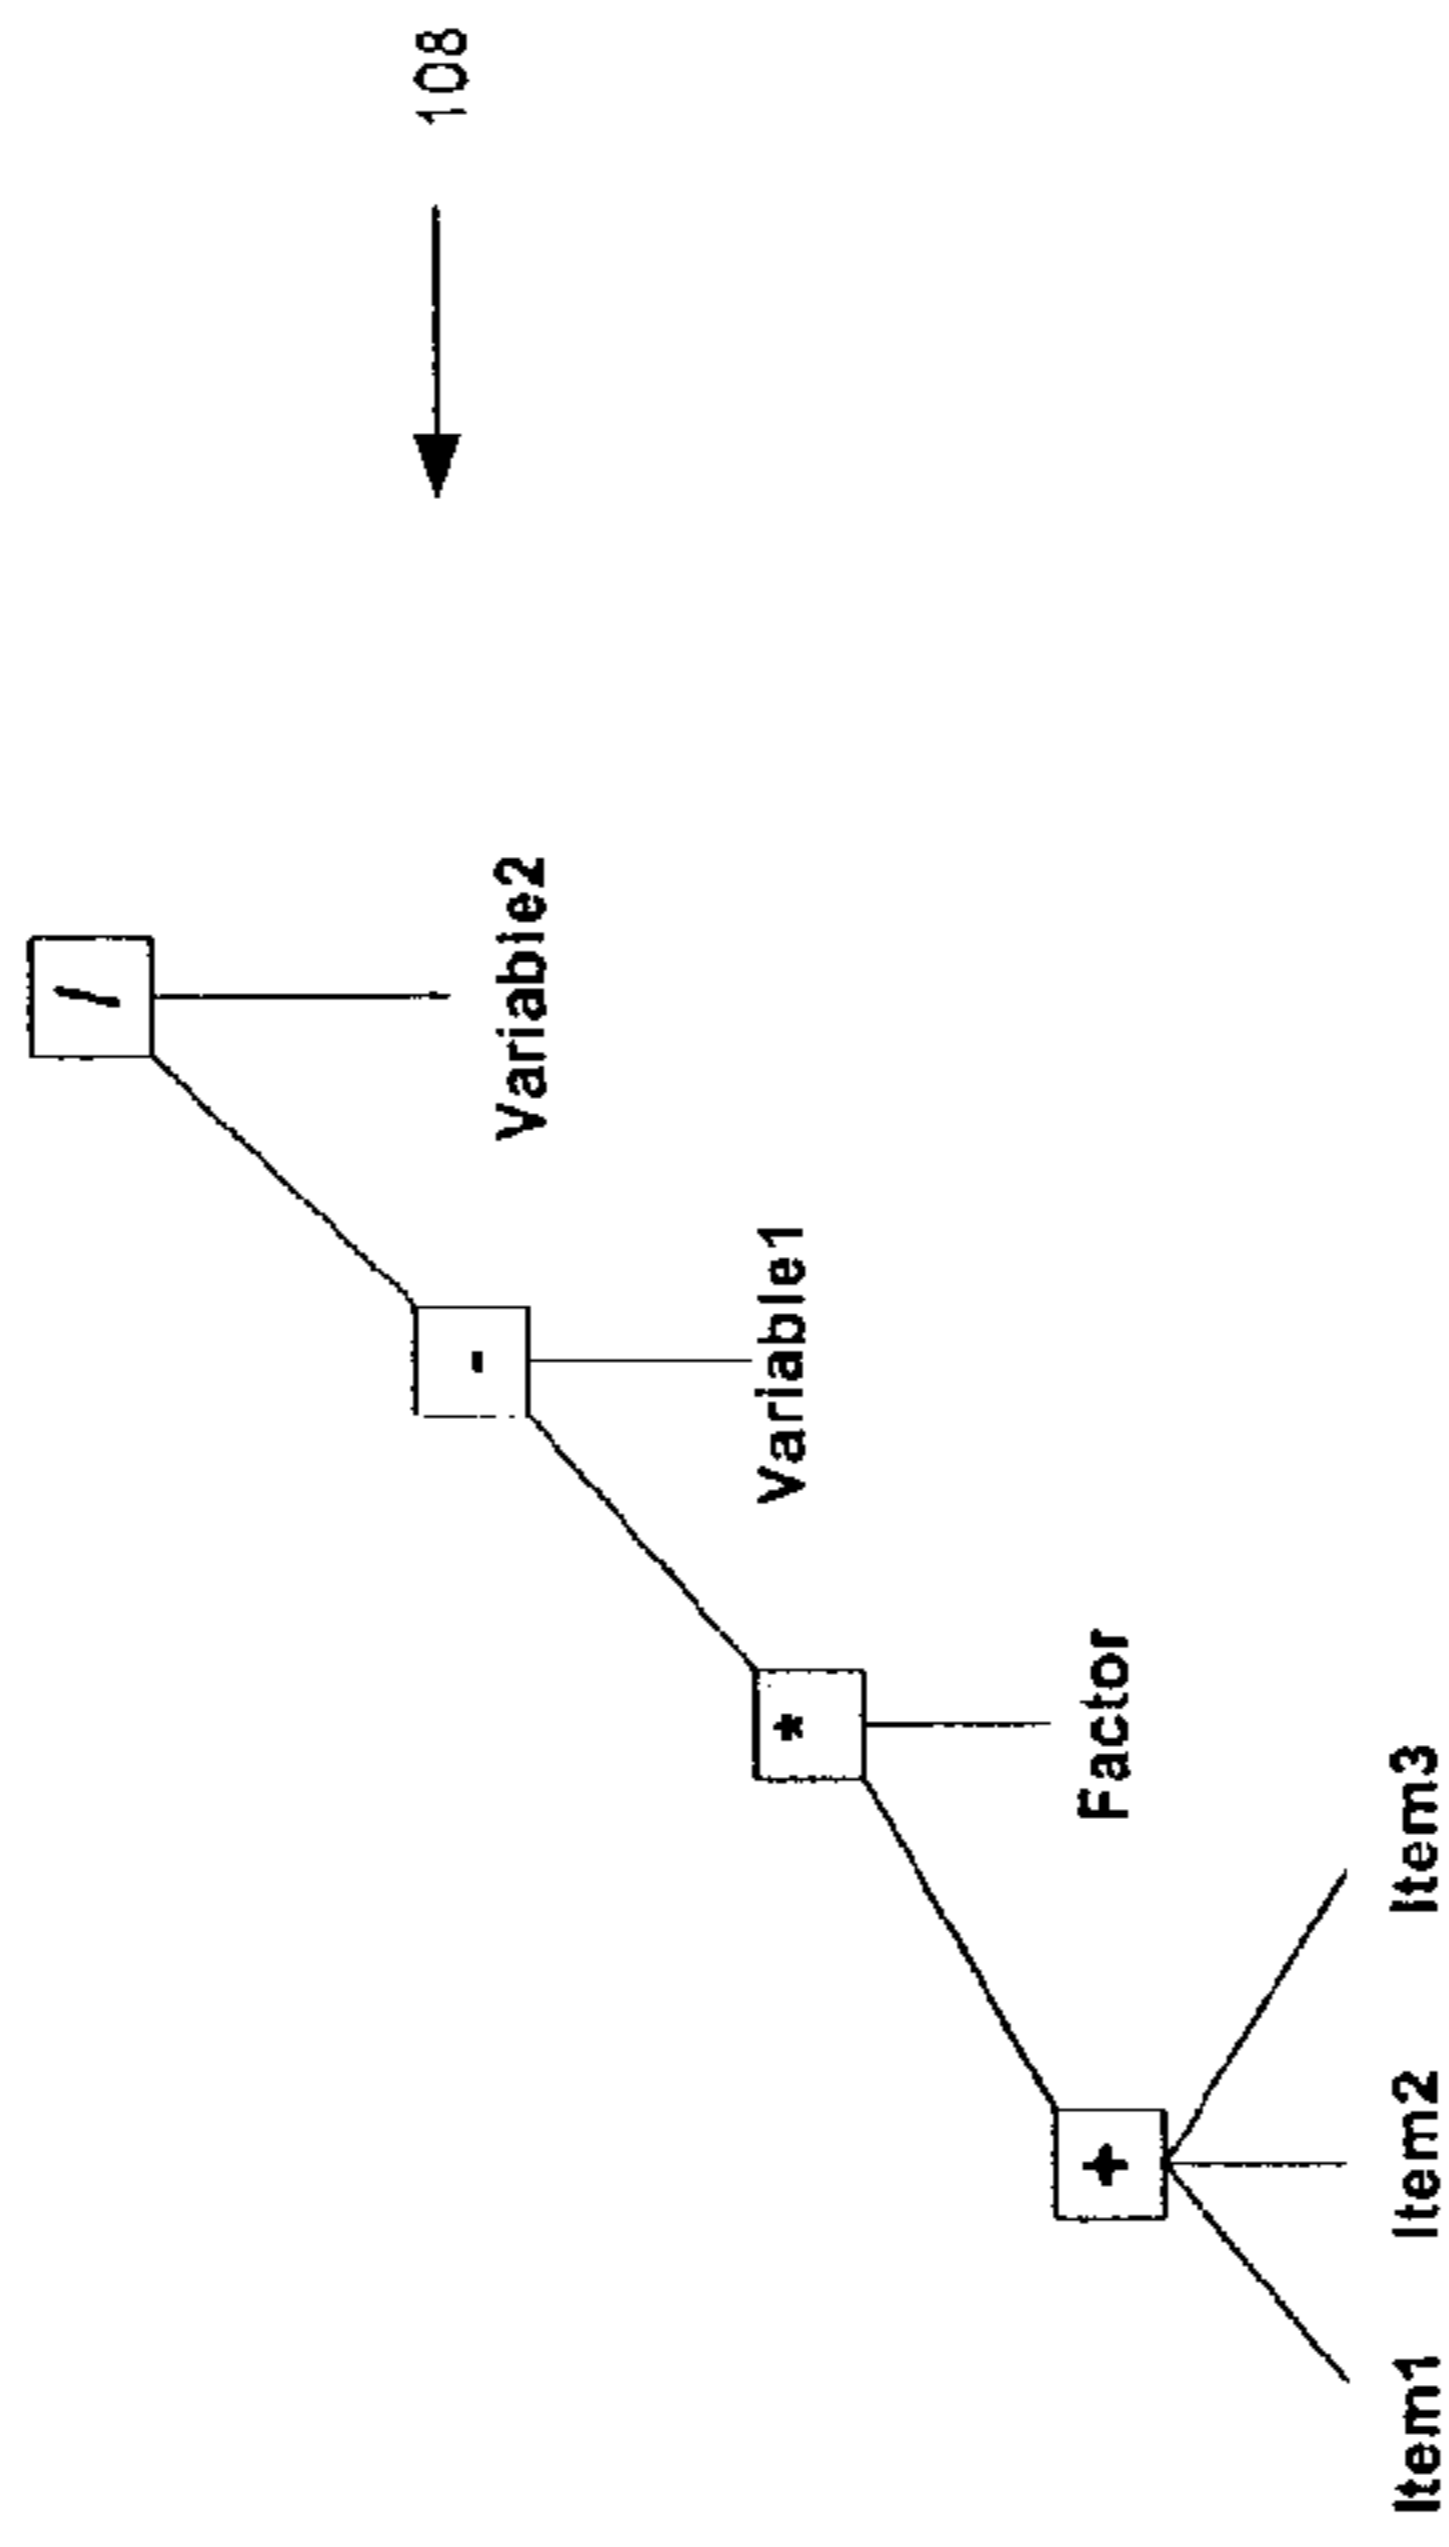 /
108
-
Variable2
*
Variable1
+
Factor
Item1 Item2 Item3